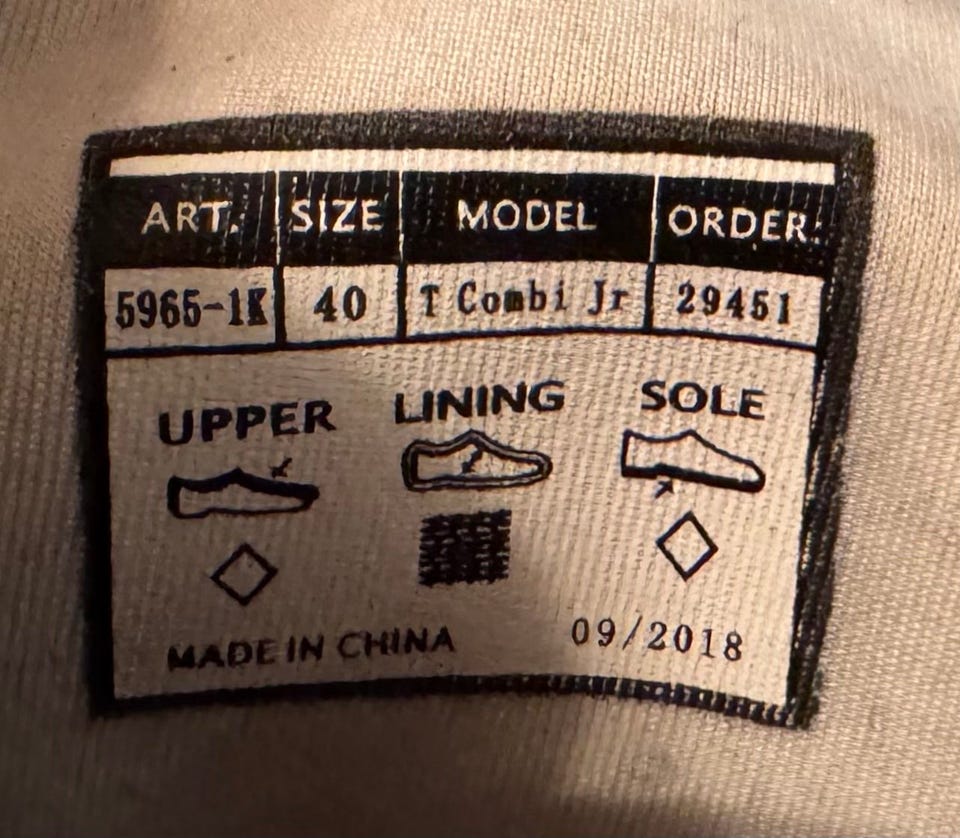 ART. SIZE MODEL ORDER:
5965-1K 40 T Combi Jr 29451
UPPER LINING SOLE
MADE IN CHINA 09/2018